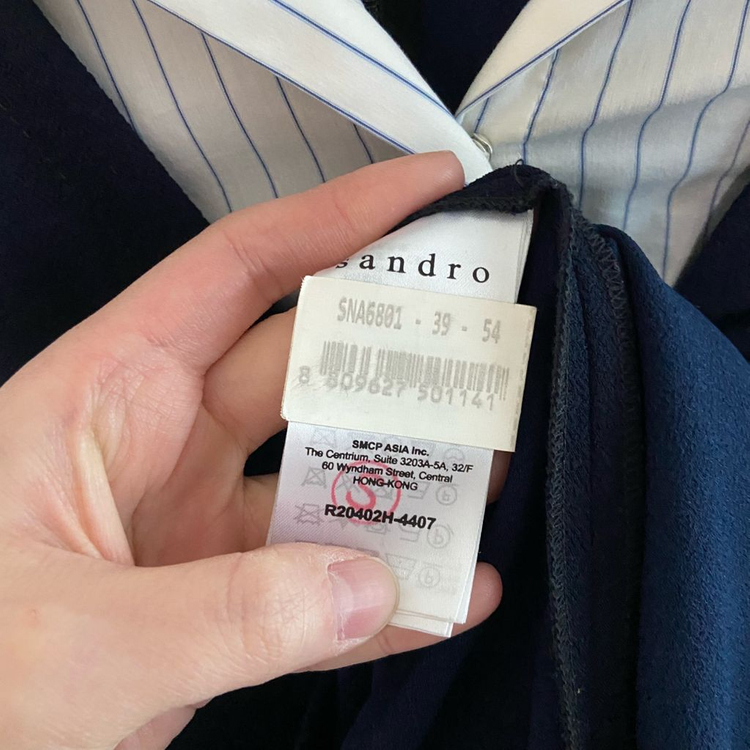 sandro
SNA6801 - 39 - 54
8 809627 501141
SMCP ASIA Inc.
The Centrium, Suite 3203A-5A, 32/F
60 Wyndham Street, Central
HONG-KONG
R20402H-4407